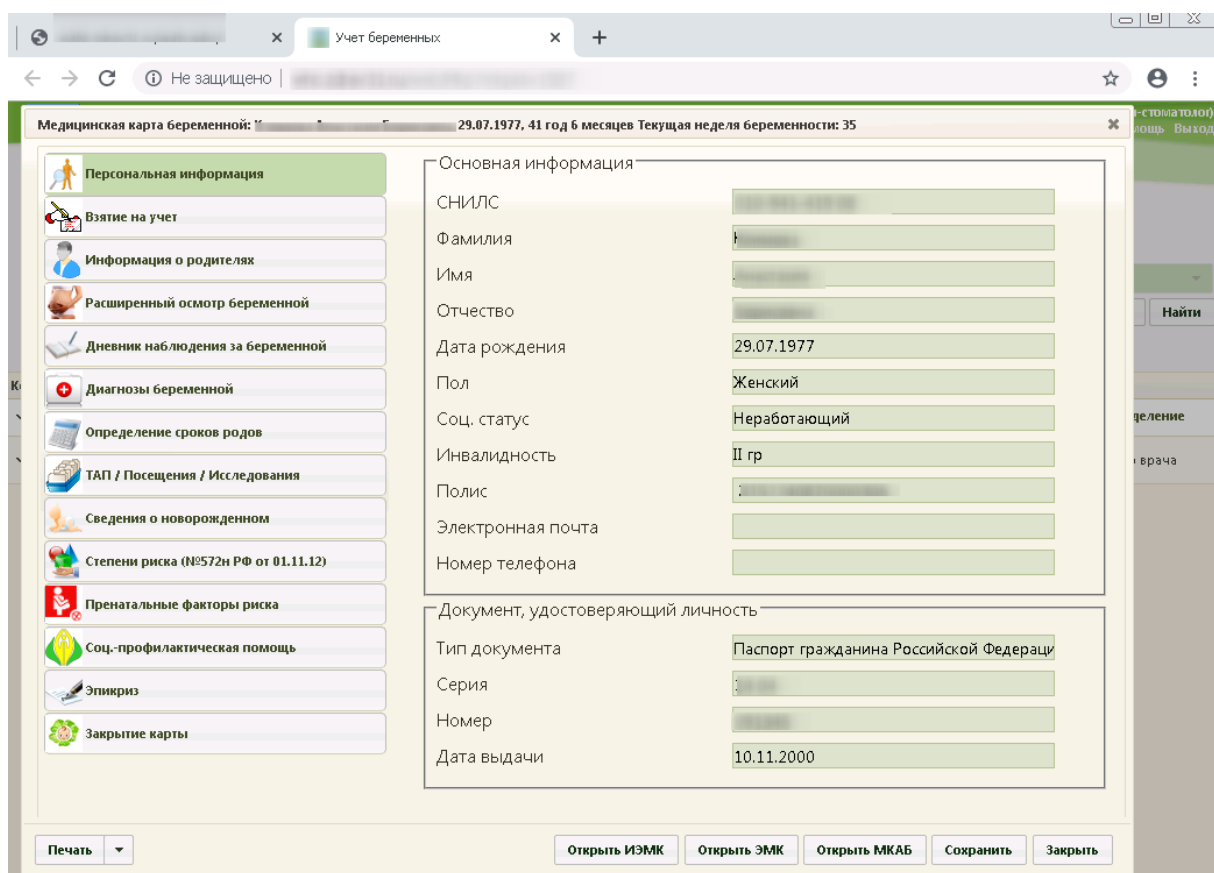 Учет беременных
Не защищено
Медицинская карта беременной: 29.07.1977, 41 год 6 месяцев Текущая неделя беременности: 35
Выход
Персональная информация
Взятие на учет
Информация о родителях
Расширенный осмотр беременной
Дневник наблюдения за беременной
Диагнозы беременной
Определение сроков родов
ТАП / Посещения / Исследования
Сведения о новорожденном
Степени риска (№572н РФ от 01.11.12)
Пренатальные факторы риска
Соц.-профилактическая помощь
Эпикриз
Закрытие карты
Основная информация
СНИЛС
Фамилия
Имя
Отчество
Дата рождения 29.07.1977
Пол Женский
Соц. статус Неработающий
Инвалидность II гр
Полис
Электронная почта
Номер телефона
Документ, удостоверяющий личность
Тип документа Паспорт гражданина Российской Федераци
Серия
Номер
Дата выдачи 10.11.2000
Найти
врача
Печать Открыть ИЭМК Открыть ЭМК Открыть МКАБ Сохранить Закрыть